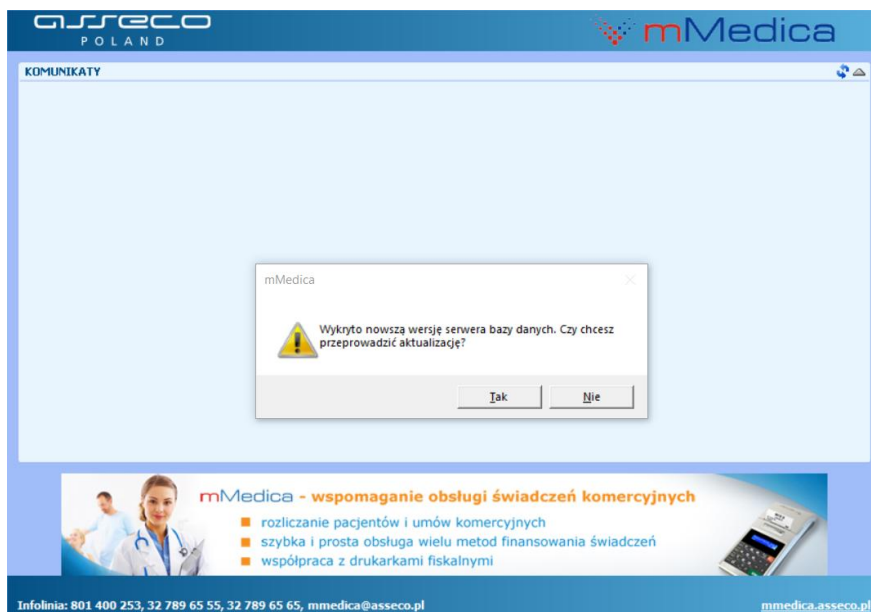 asseco
POLAND
mMedica
KOMUNIKATY
mMedica
Wykryto nowszą wersję serwera bazy danych. Czy chcesz
przeprowadzić aktualizację?
Tak
Nie
mMedica - wspomaganie obsługi świadczeń komercyjnych
rozliczanie pacjentów i umów komercyjnych
szybka i prosta obsługa wielu metod finansowania świadczeń
współpraca z drukarkami fiskalnymi
Infolinia: 801 400 253, 32 789 65 55, 32 789 65 65, mmedica@asseco.pl
mmedica.asseco.pl